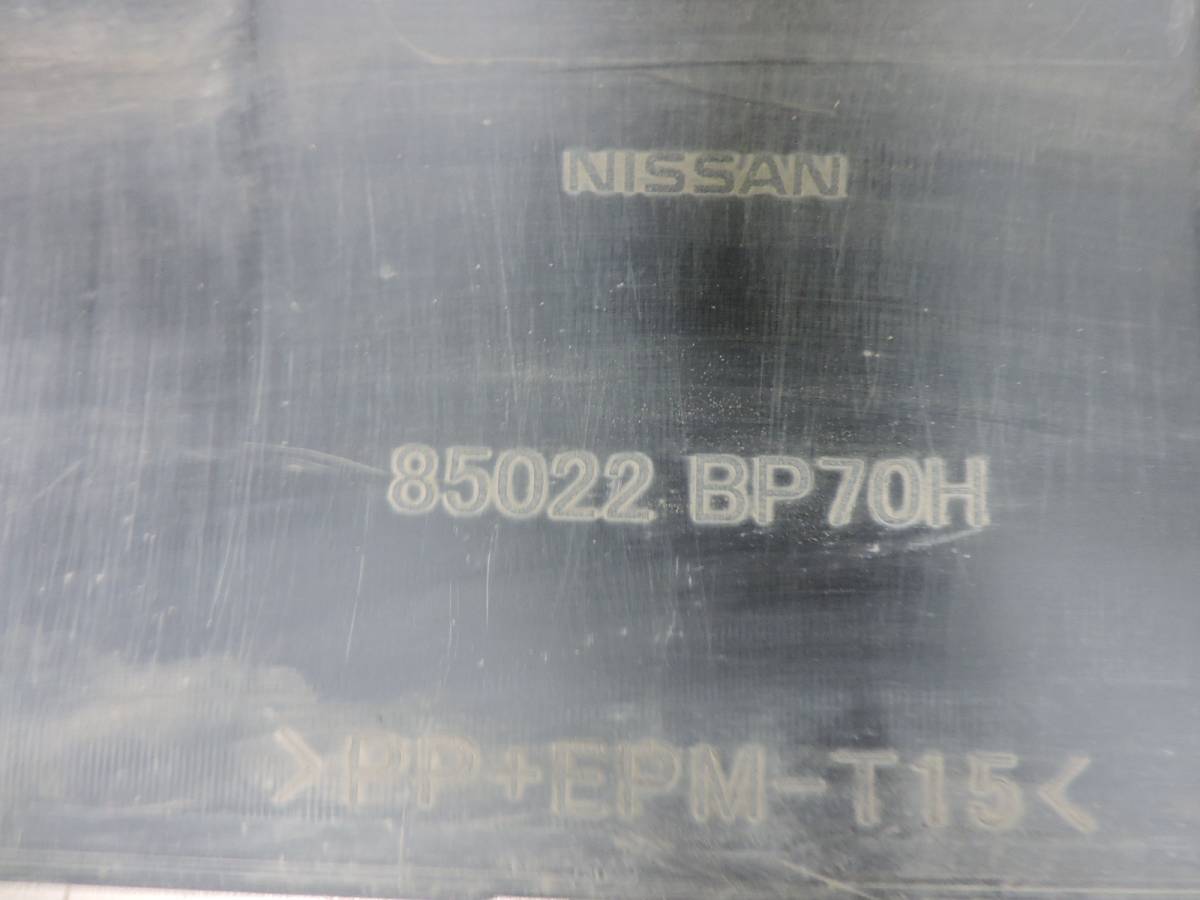 NISSAN
85022 BP70H
>PP+EPM-T15<